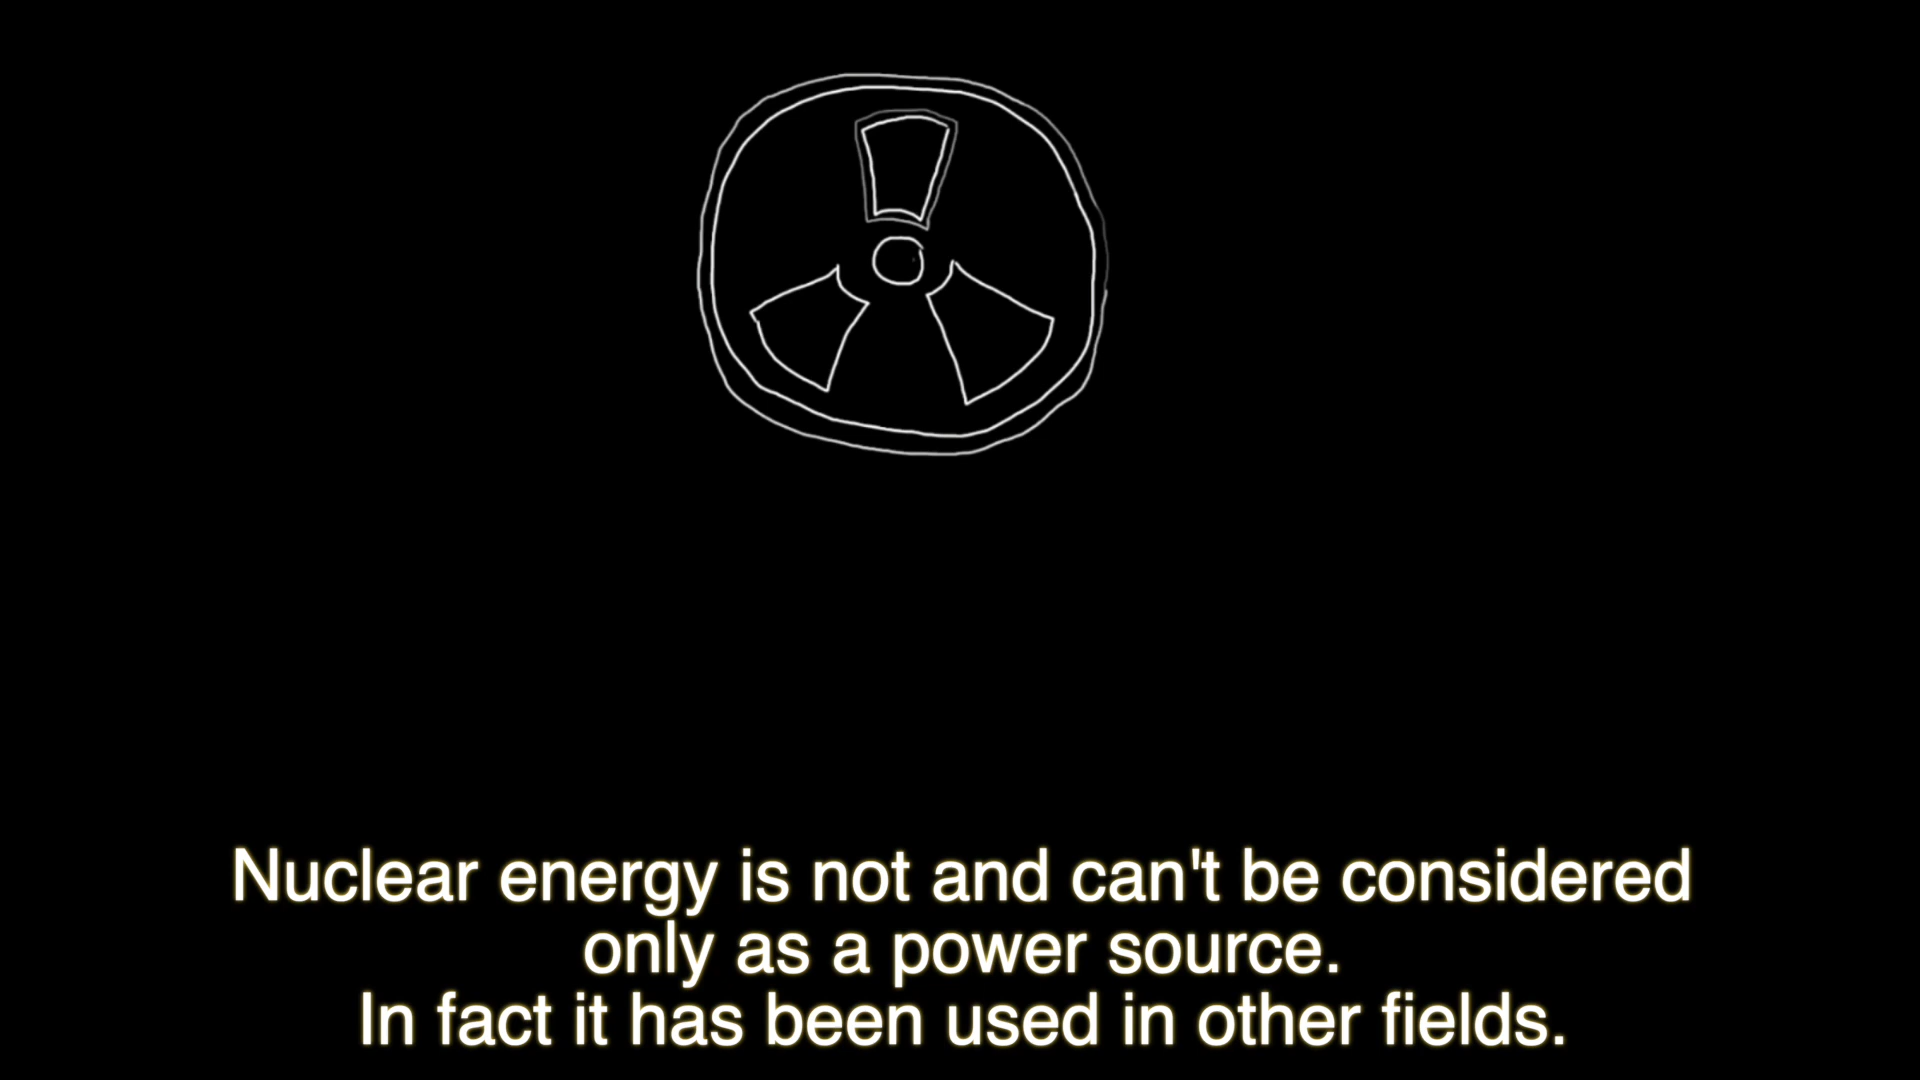 Nuclear energy is not and can't be considered
only as a power source.
In fact it has been used in other fields.